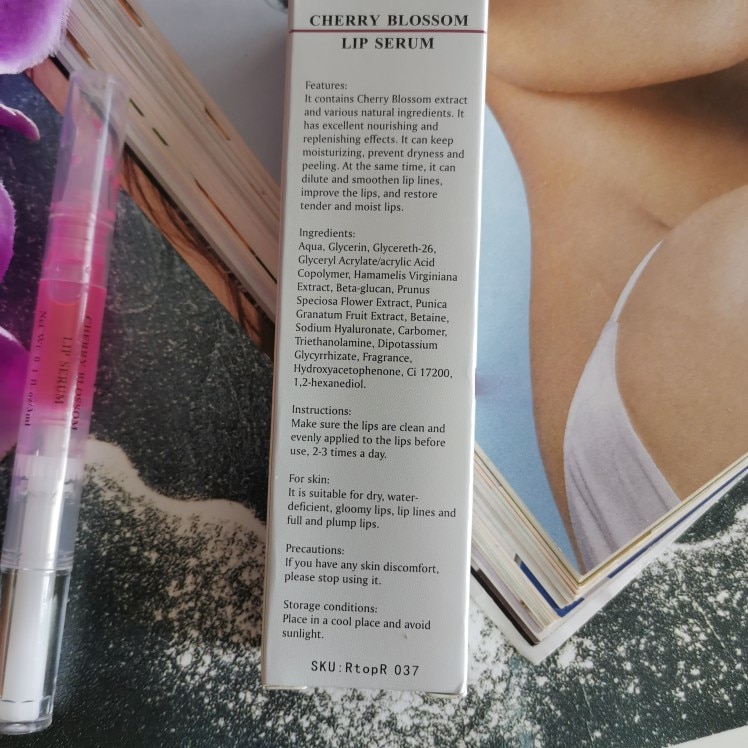 CHERRY BLOSSOM
LIP SERUM
Features:
It contains Cherry Blossom extract
and various natural ingredients. It
has excellent nourishing and
replenishing effects. It can keep
moisturizing, prevent dryness and
peeling. At the same time, it can
dilute and smoothen lip lines,
improve the lips, and restore
tender and moist lips.
Ingredients:
Aqua, Glycerin, Glycereth-26,
Glyceryl Acrylate/acrylic Acid
Copolymer, Hamamelis Virginiana
Extract, Beta-glucan, Prunus
Speciosa Flower Extract, Punica
Granatum Fruit Extract, Betaine,
Sodium Hyaluronate, Carbomer,
Triethanolamine, Dipotassium
Glycyrrhizate, Fragrance,
Hydroxyacetophenone, Ci 17200,
1,2-hexanediol.
Instructions:
Make sure the lips are clean and
evenly applied to the lips before
use, 2-3 times a day.
For skin:
It is suitable for dry, water-
deficient, gloomy lips, lip lines and
full and plump lips.
Precautions:
If you have any skin discomfort,
please stop using it.
Storage conditions:
Place in a cool place and avoid
sunlight.
SKU:RtopR 037
CHERRY BLOSSOM
LIP SERUM
Net Wt.